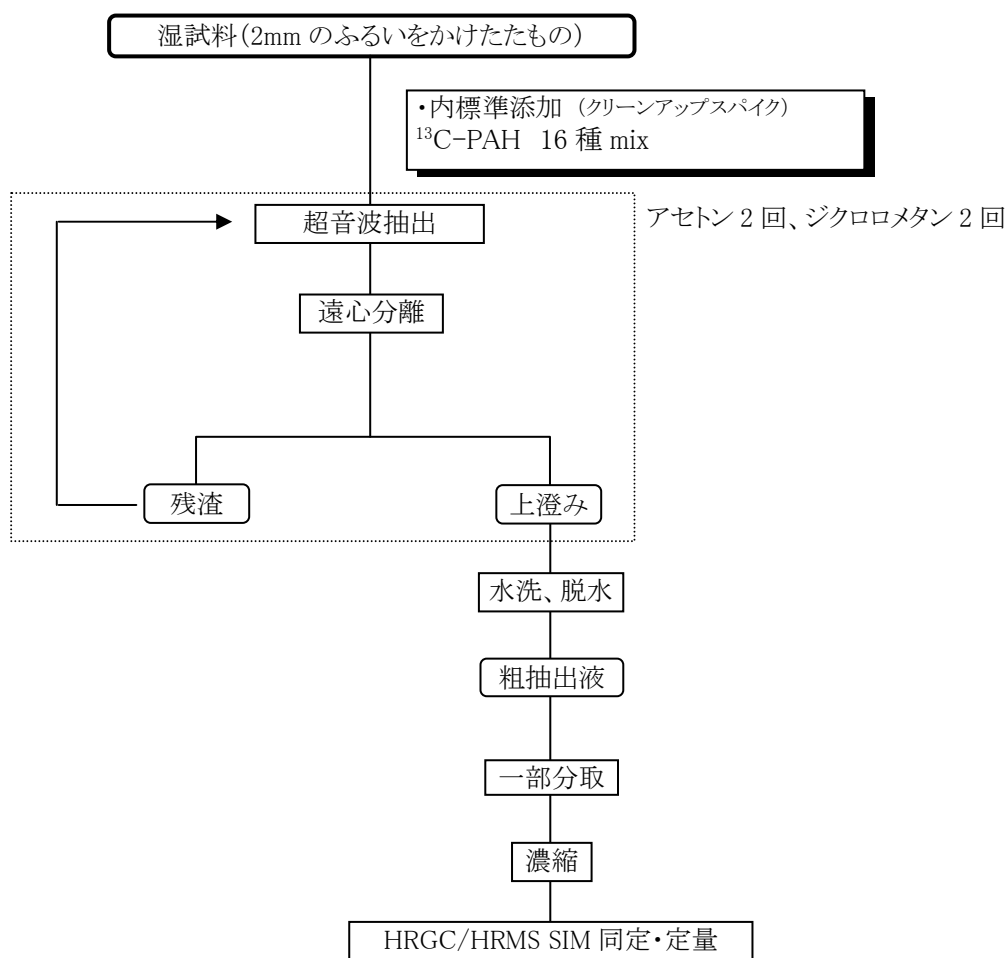 湿試料(2mm のふるいをかけたたもの)
・内標準添加 (クリーンアップスパイク)
¹³C-PAH 16 種 mix
超音波抽出
アセトン 2 回、ジクロロメタン 2 回
遠心分離
残渣
上澄み
水洗、脱水
粗抽出液
一部分取
濃縮
HRGC/HRMS SIM 同定・定量